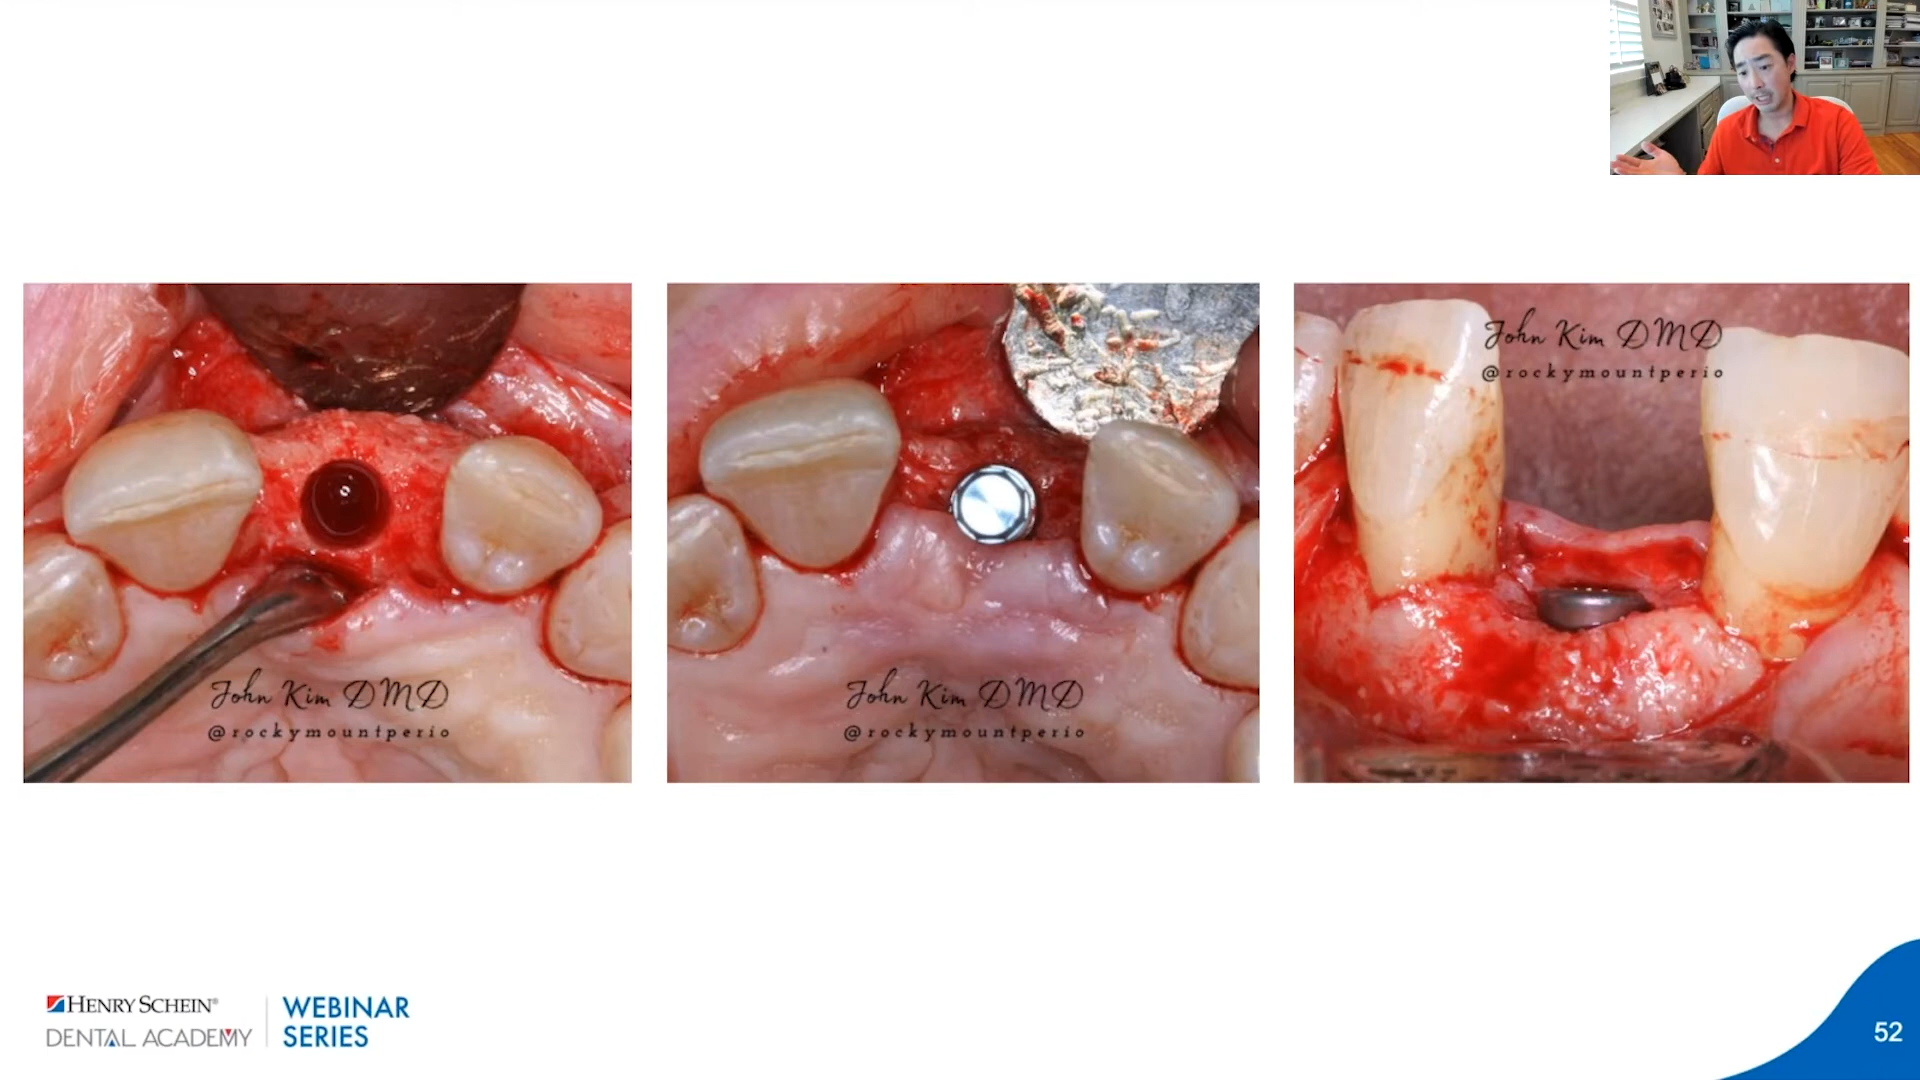 John Kim DMD
@rockymountperio
John Kim DMD
@rockymountperio
John Kim DMD
@rockymountperio
HENRY SCHEIN®
DENTAL ACADEMY
WEBINAR
SERIES
52